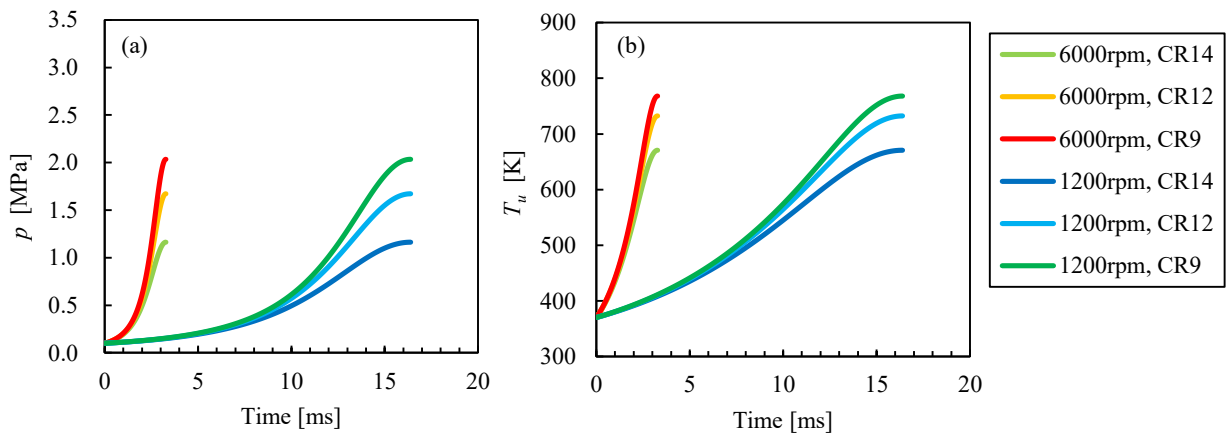 (a)
p [MPa]
3.5
3.0
2.5
2.0
1.5
1.0
0.5
0.0
0 5 10 15 20
Time [ms]
(b)
T_u [K]
900
800
700
600
500
400
300
0 5 10 15 20
Time [ms]
6000rpm, CR14
6000rpm, CR12
6000rpm, CR9
1200rpm, CR14
1200rpm, CR12
1200rpm, CR9